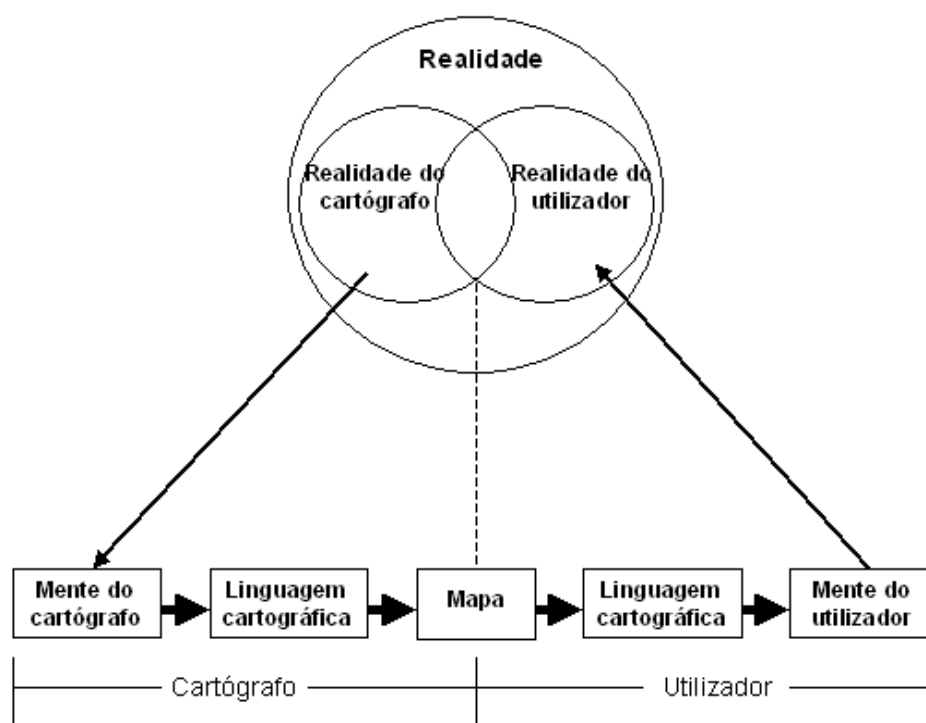 Realidade
Realidade do
cartógrafo
Realidade do
utilizador
Mente do
cartógrafo
Linguagem
cartográfica
Mapa
Linguagem
cartográfica
Mente do
utilizador
Cartógrafo
Utilizador